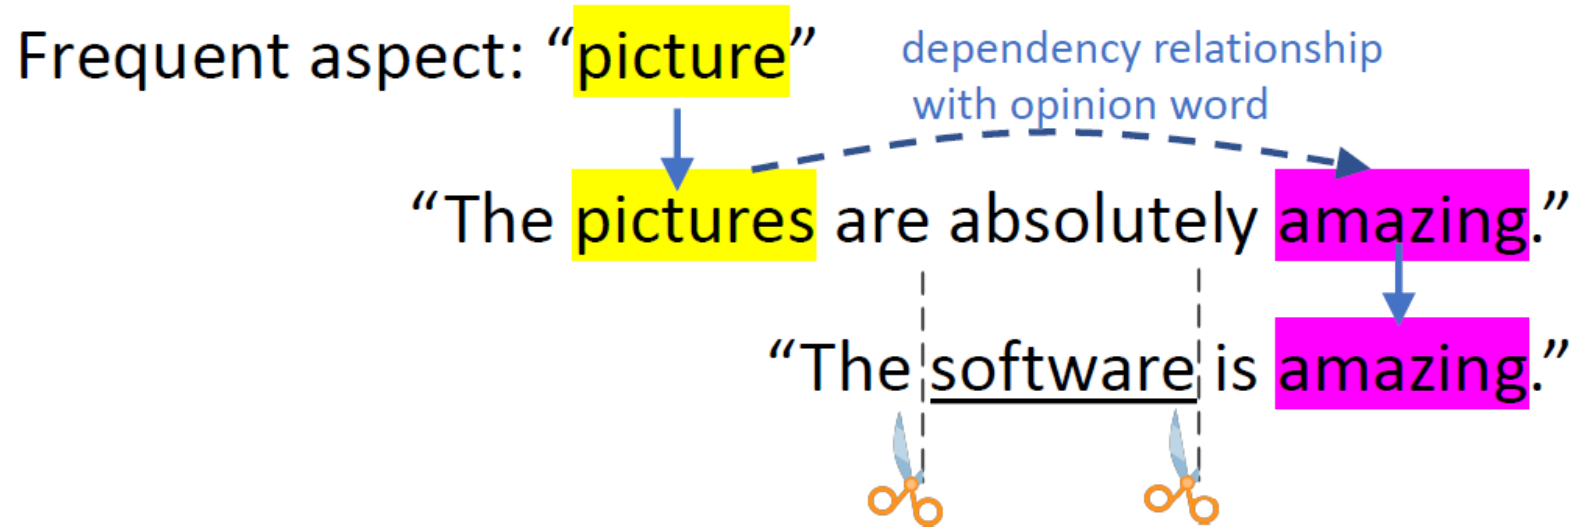 Frequent aspect: “picture”
dependency relationship
with opinion word
“The pictures are absolutely amazing.”
“The software is amazing.”